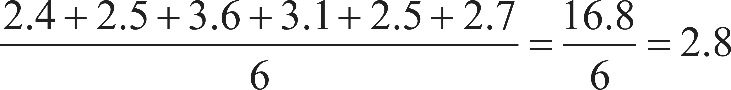 2.4 + 2.5 + 3.6 + 3.1 + 2.5 + 2.7 / 6 = 16.8 / 6 = 2.8